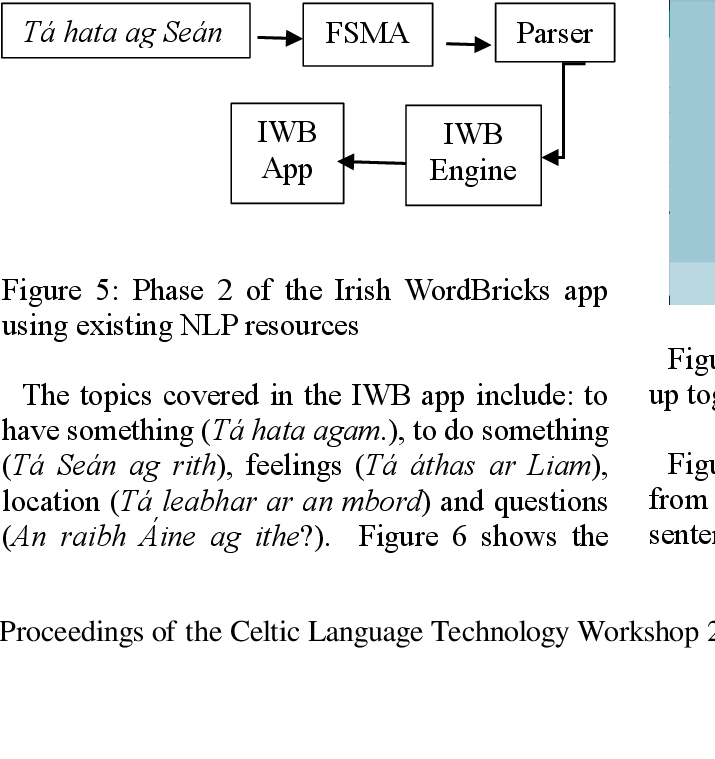 Tá hata ag Seán
FSMA
Parser
IWB
App
IWB
Engine
Figure 5: Phase 2 of the Irish WordBricks app
using existing NLP resources
The topics covered in the IWB app include: to
have something (Tá hata agam.), to do something
(Tá Seán ag rith), feelings (Tá áthas ar Liam),
location (Tá leabhar ar an mbord) and questions
(An raibh Áine ag ithe?). Figure 6 shows the
Figu
up tog
Figu
from
senter
Proceedings of the Celtic Language Technology Workshop 2